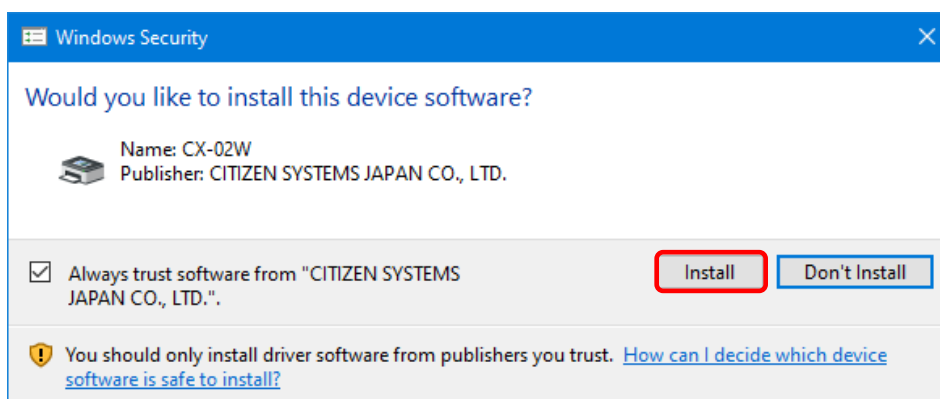 Windows Security
Would you like to install this device software?
Name: CX-02W
Publisher: CITIZEN SYSTEMS JAPAN CO., LTD.
Always trust software from "CITIZEN SYSTEMS
JAPAN CO., LTD.".
Install
Don't Install
You should only install driver software from publishers you trust. How can I decide which device
software is safe to install?